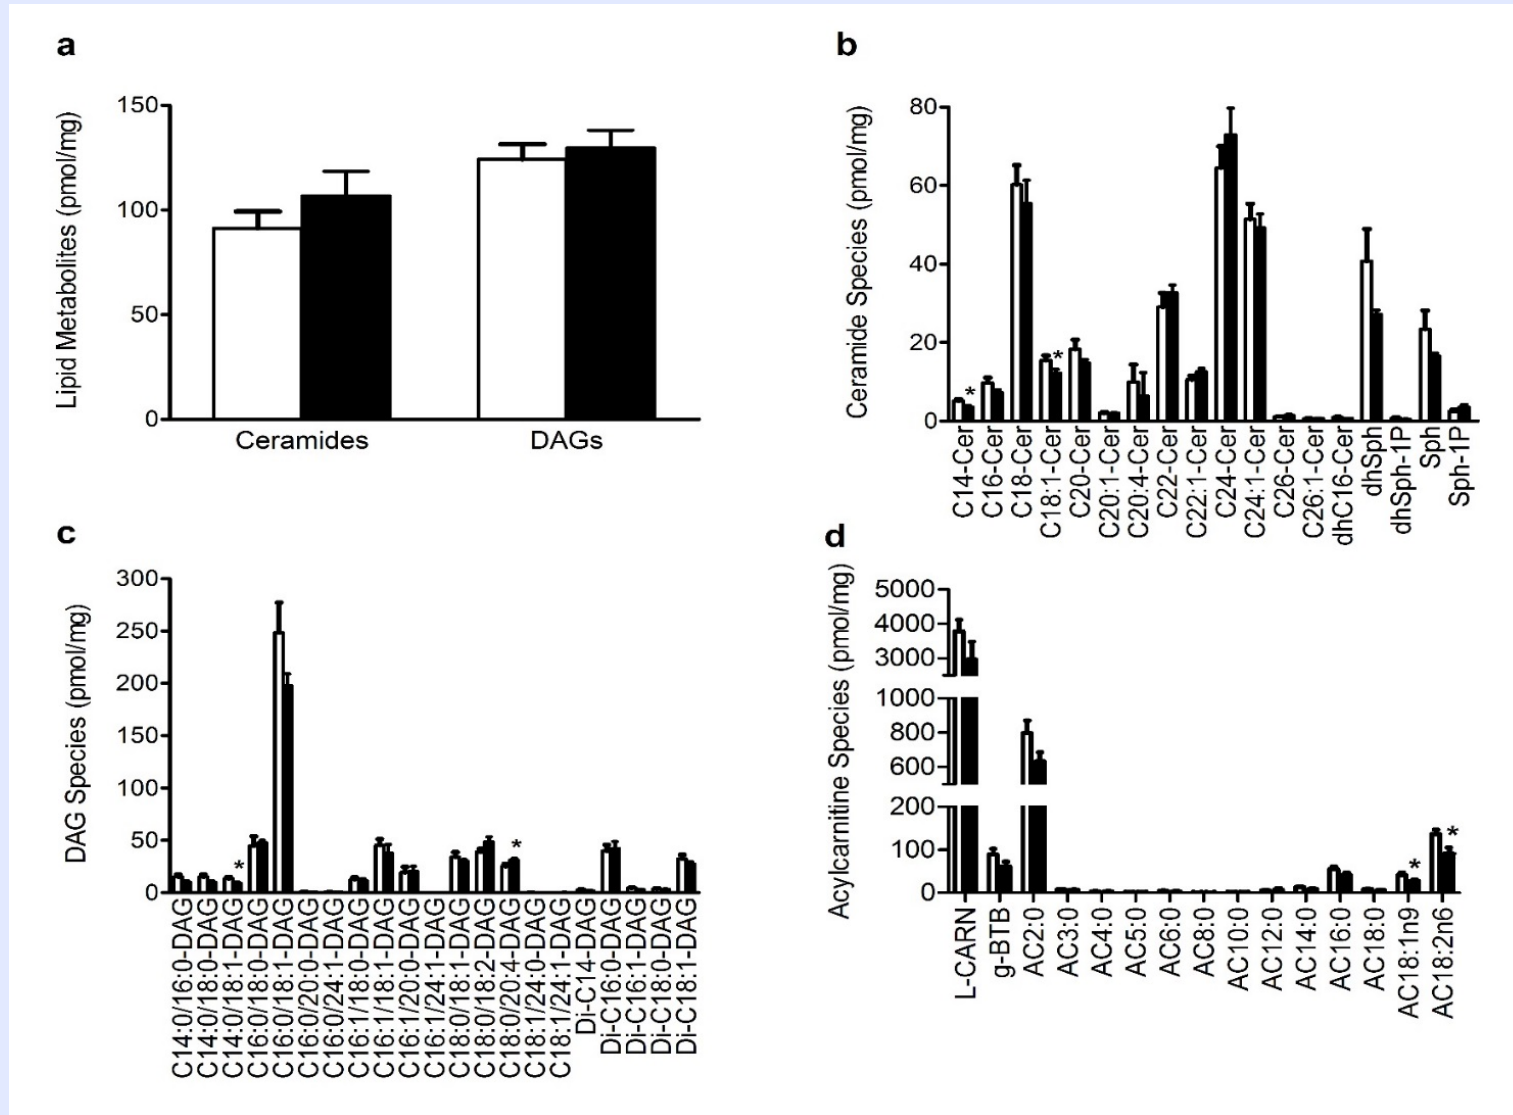 a
Lipid Metabolites (pmol/mg)
150
100
50
0
Ceramides
DAGs
b
Ceramide Species (pmol/mg)
80
60
40
20
0
*
*
C14-Cer
C16-Cer
C18-Cer
C18:1-Cer
C20-Cer
C20:1-Cer
C20:4-Cer
C22-Cer
C22:1-Cer
C24-Cer
C24:1-Cer
C26-Cer
C26:1-Cer
dhC16-Cer
dhSph
dhSph-1P
Sph
Sph-1P
c
DAG Species (pmol/mg)
300
250
200
150
100
50
0
*
*
C14:0/16:0-DAG
C14:0/18:0-DAG
C14:0/18:1-DAG
C16:0/18:0-DAG
C16:0/18:1-DAG
C16:0/20:0-DAG
C16:0/24:1-DAG
C16:1/18:0-DAG
C16:1/18:1-DAG
C16:1/20:0-DAG
C16:1/24:1-DAG
C18:0/18:1-DAG
C18:0/18:2-DAG
C18:0/20:4-DAG
C18:1/24:0-DAG
C18:1/24:1-DAG
Di-C14-DAG
Di-C16:0-DAG
Di-C16:1-DAG
Di-C18:0-DAG
Di-C18:1-DAG
d
Acylcarnitine Species (pmol/mg)
5000
4000
3000
1000
800
600
200
100
0
*
*
L-CARN
g-BTB
AC2:0
AC3:0
AC4:0
AC5:0
AC6:0
AC8:0
AC10:0
AC12:0
AC14:0
AC16:0
AC18:0
AC18:1n9
AC18:2n6